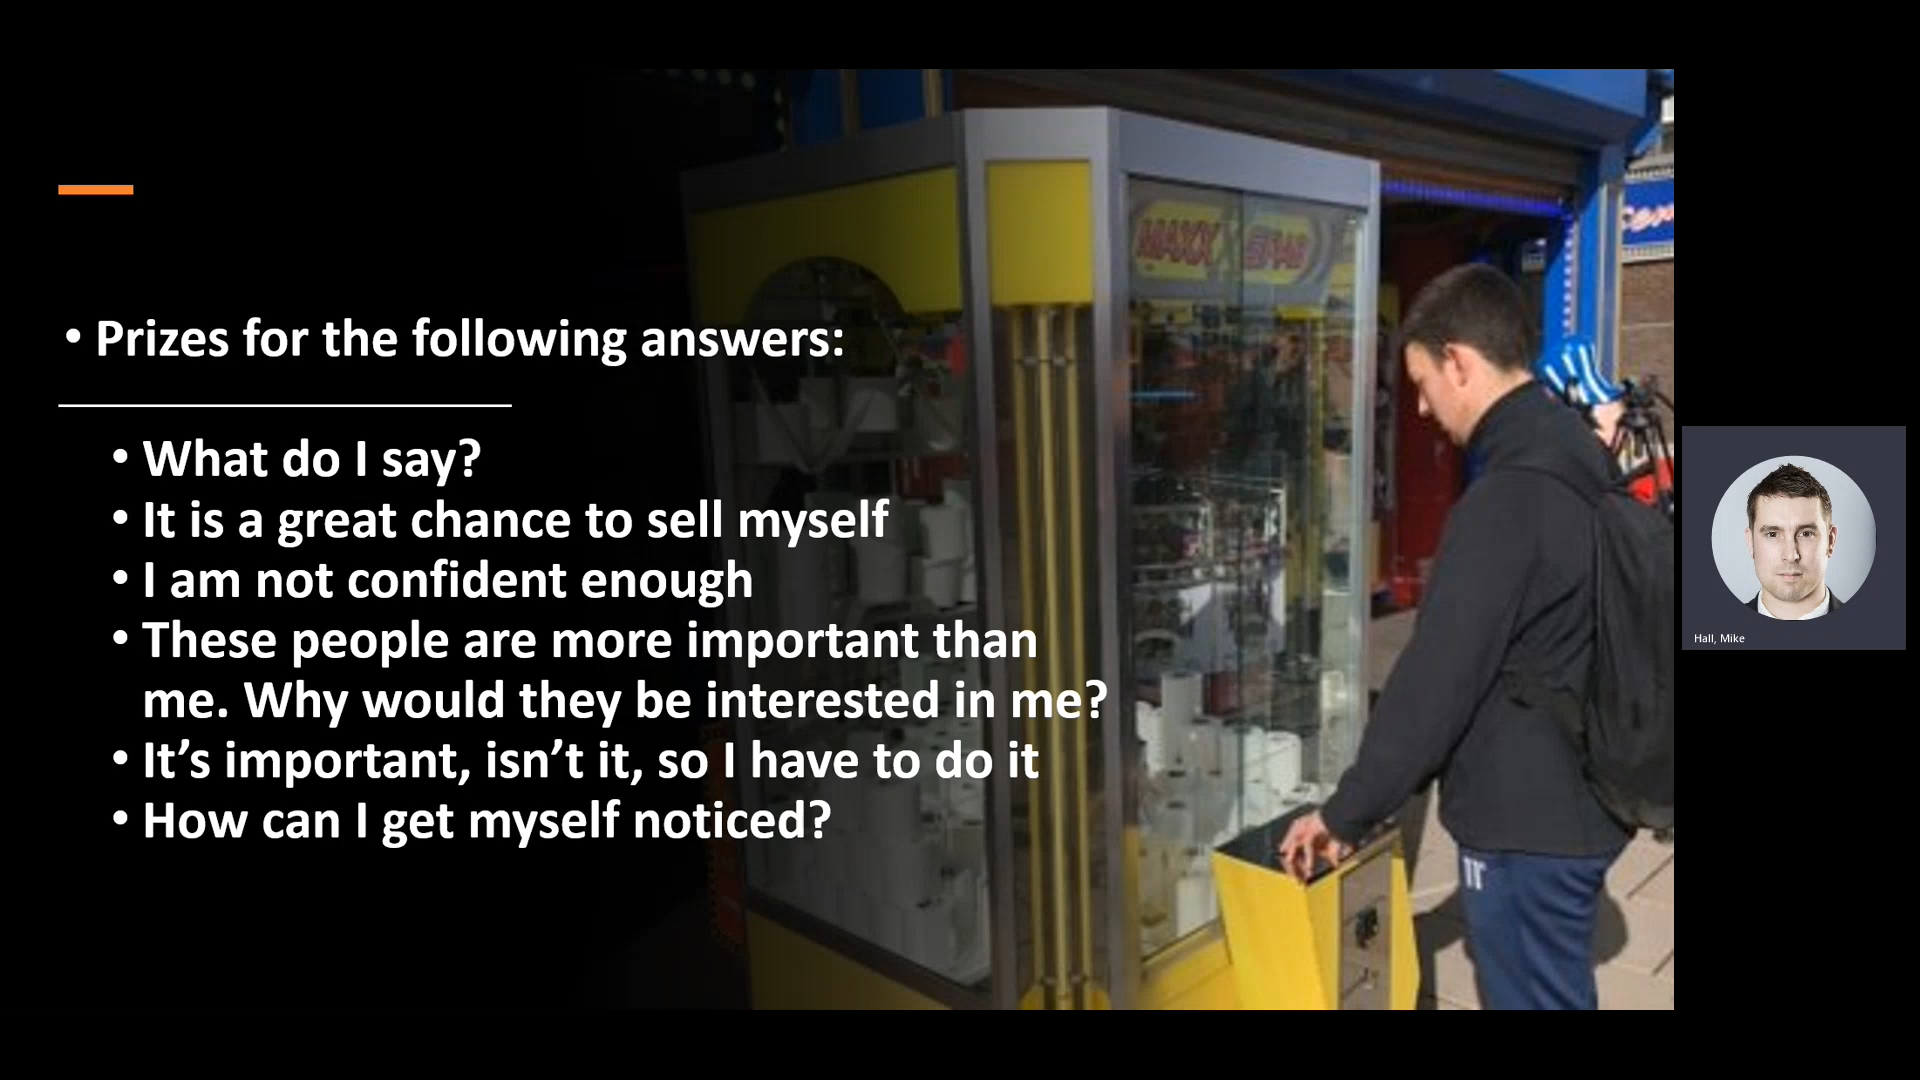 • Prizes for the following answers:
• What do I say?
• It is a great chance to sell myself
• I am not confident enough
• These people are more important than
me. Why would they be interested in me?
• It’s important, isn’t it, so I have to do it
• How can I get myself noticed?
MAXX GRAB
Hall, Mike